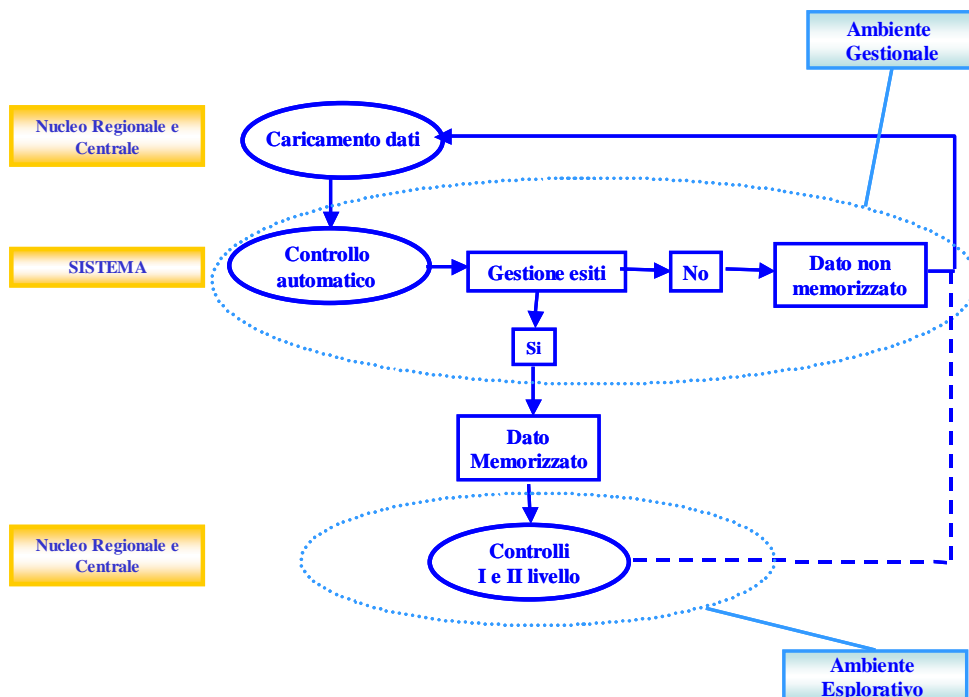 Ambiente
Gestionale
Nucleo Regionale e
Centrale
Caricamento dati
SISTEMA
Controllo
automatico
Gestione esiti
No
Dato non
memorizzato
Si
Dato
Memorizzato
Nucleo Regionale e
Centrale
Controlli
I e II livello
Ambiente
Esplorativo